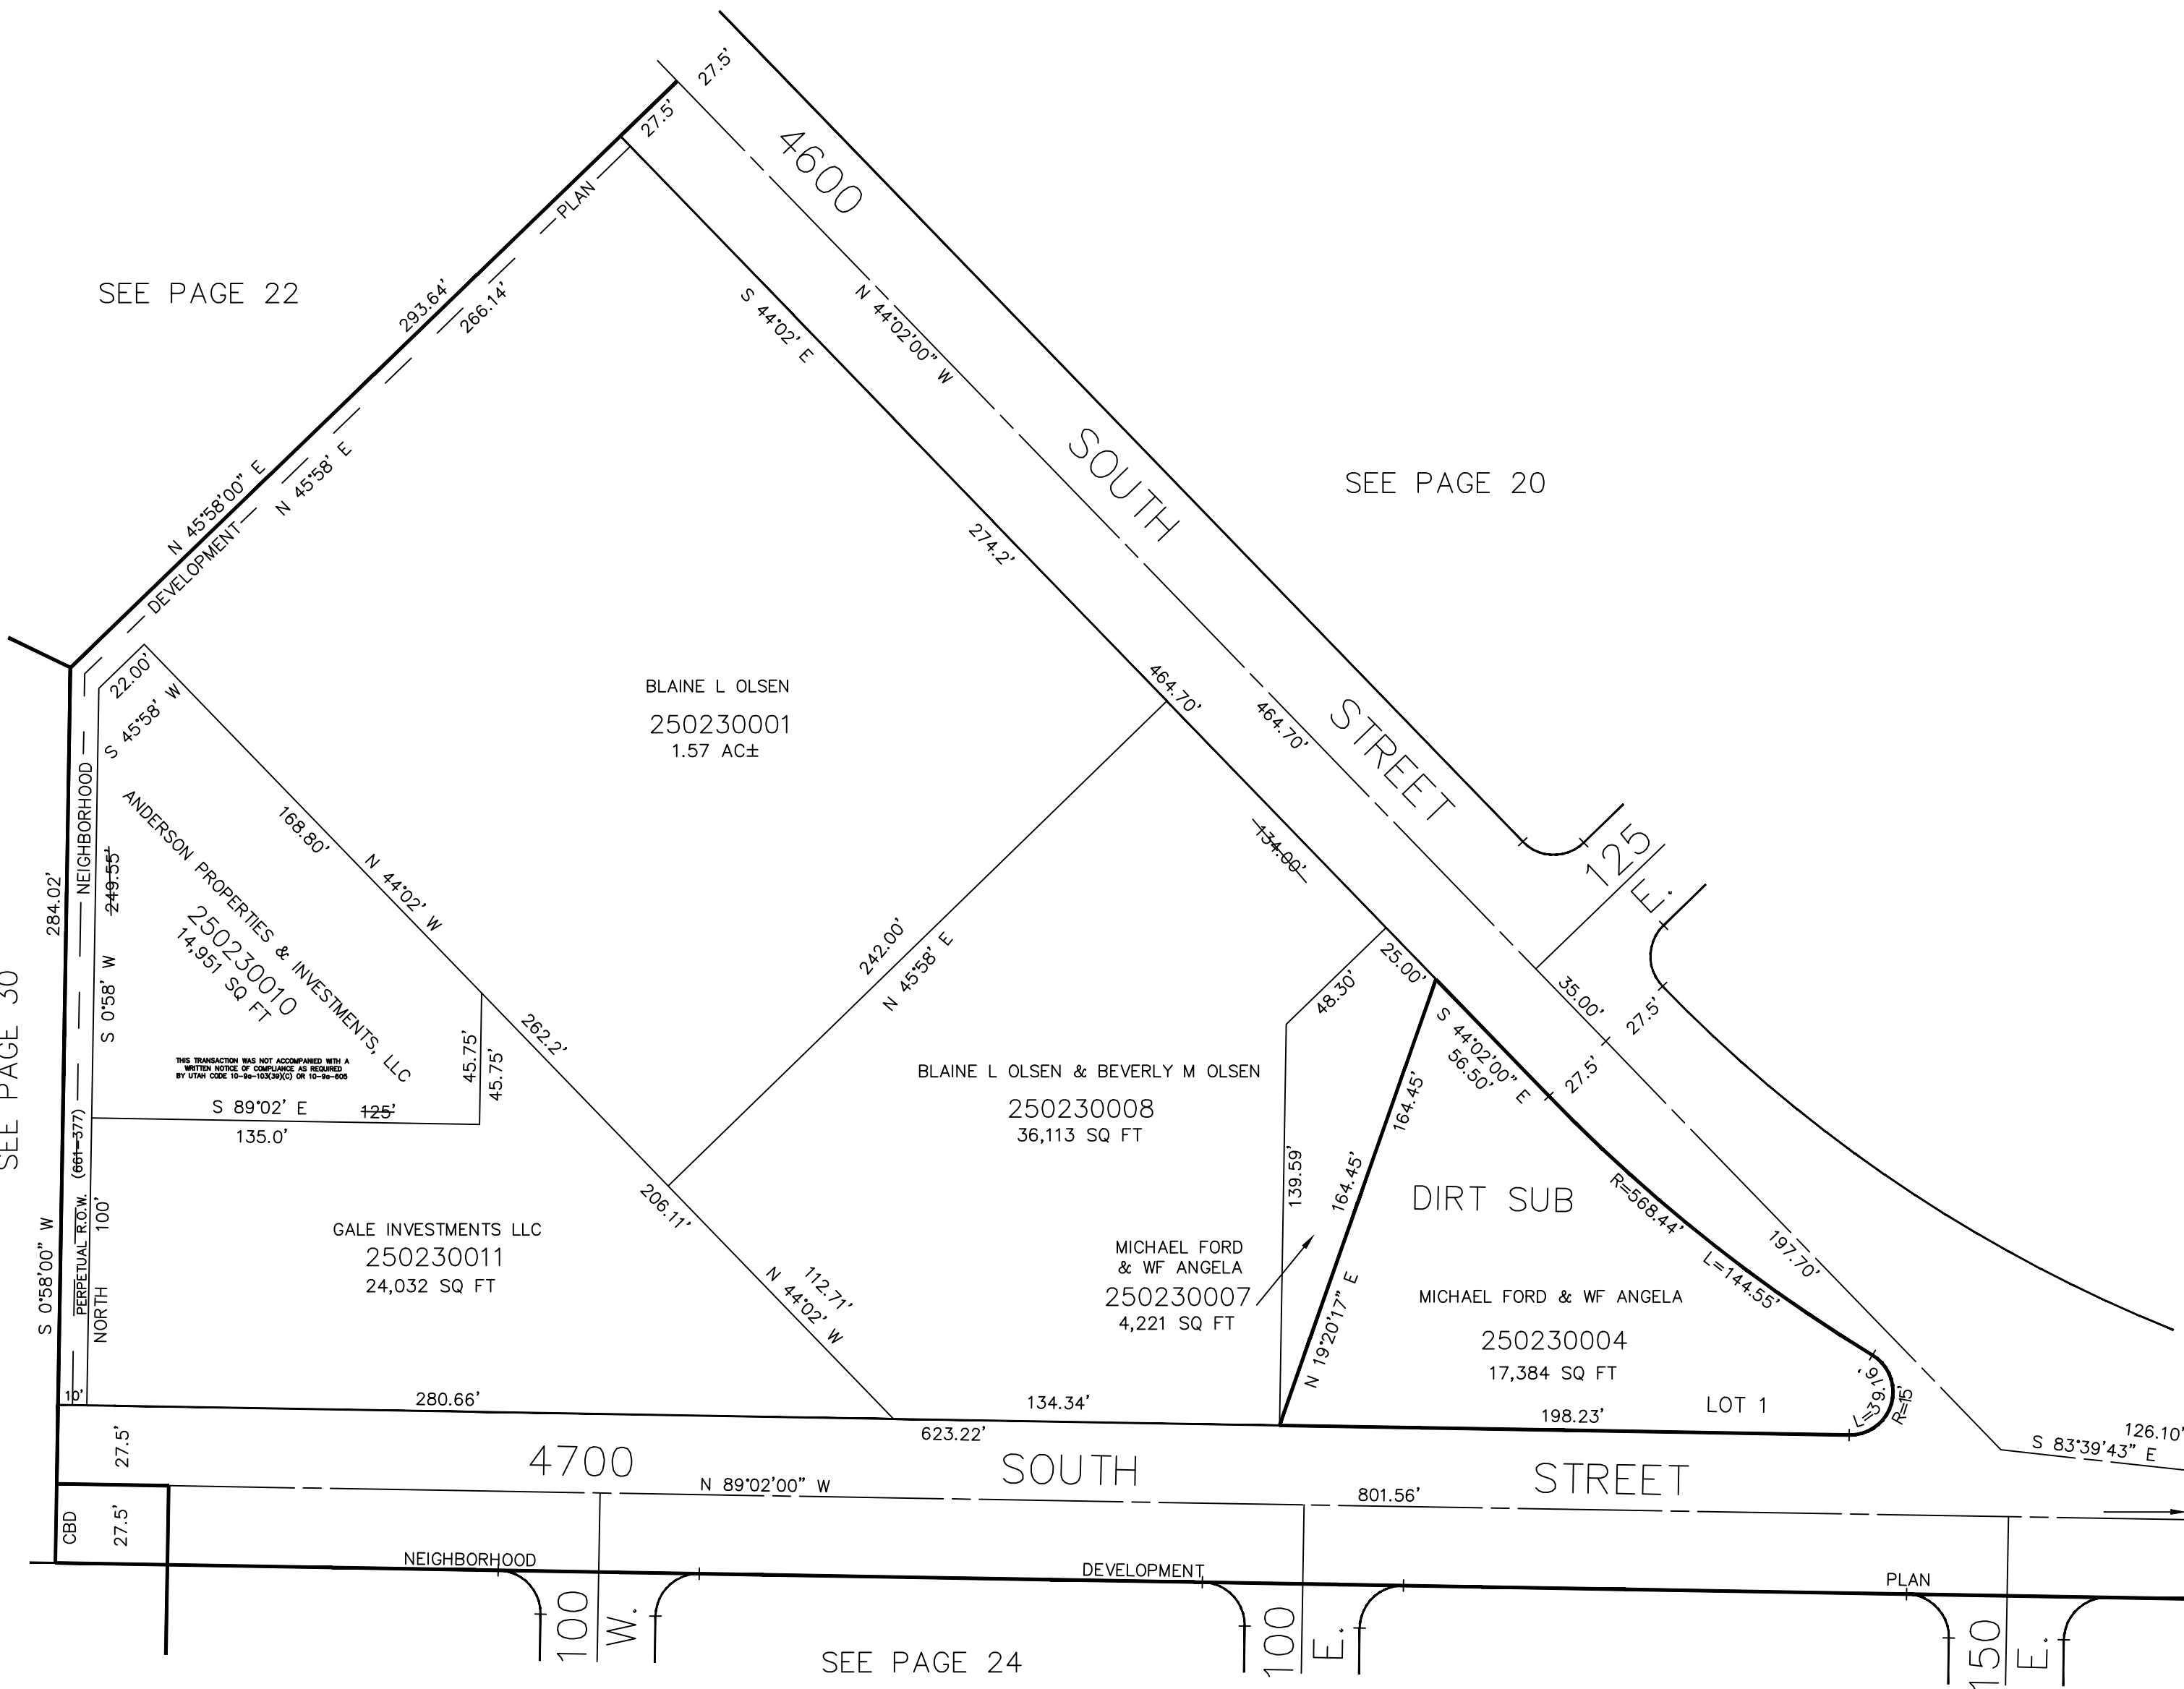 27.5'
27.5'
4600
SOUTH
STREET
PLAN
SEE PAGE 22
293.64'
266.14'
N 45°58'00" E
N 45°58' E
DEVELOPMENT
S 44°02' E
N 44°02'00" W
SEE PAGE 20
274.2'
464.70'
464.70'
22.00'
S 45°58' W
BLAINE L OLSEN
250230001
1.57 AC±
NEIGHBORHOOD
284.02'
249.55'
S 0°58' W
168.80'
N 44°02' W
ANDERSON PROPERTIES & INVESTMENTS, LLC
250230010
14,951 SQ FT
THIS TRANSACTION WAS NOT ACCOMPANIED WITH A
WRITTEN NOTICE OF COMPLIANCE AS REQUIRED
BY UTAH CODE 10-9a-103(39)(C) OR 10-9a-605
S 89°02' E
125'
135.0'
45.75'
45.75'
262.2'
242.00'
N 45°58' E
134.00'
125
E.
25.00'
48.30'
35.00'
27.5'
27.5'
S 44°02'00" E
56.50'
SEE PAGE 30
S 0°58'00" W
PERPETUAL R.O.W. (661-377)
NORTH
100'
10'
BLAINE L OLSEN & BEVERLY M OLSEN
250230008
36,113 SQ FT
139.59'
164.45'
164.45'
N 19°20'17" E
DIRT SUB
R=568.44'
L=144.55'
197.70'
206.11'
112.71'
N 44°02' W
GALE INVESTMENTS LLC
250230011
24,032 SQ FT
MICHAEL FORD
& WF ANGELA
250230007
4,221 SQ FT
MICHAEL FORD & WF ANGELA
250230004
17,384 SQ FT
LOT 1
L=39.16'
R=15'
280.66'
134.34'
198.23'
623.22'
126.10'
S 83°39'43" E
27.5'
4700
SOUTH
STREET
N 89°02'00" W
801.56'
CBD
27.5'
NEIGHBORHOOD
DEVELOPMENT
PLAN
100
W.
100
E.
150
E.
SEE PAGE 24